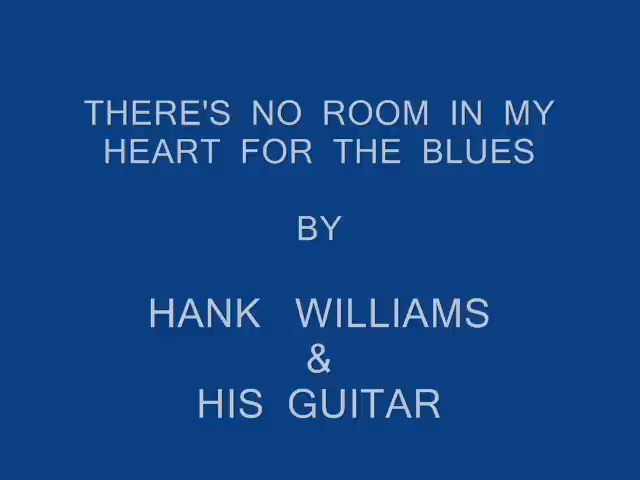 THERE'S NO ROOM IN MY
HEART FOR THE BLUES
BY
HANK WILLIAMS
&
HIS GUITAR